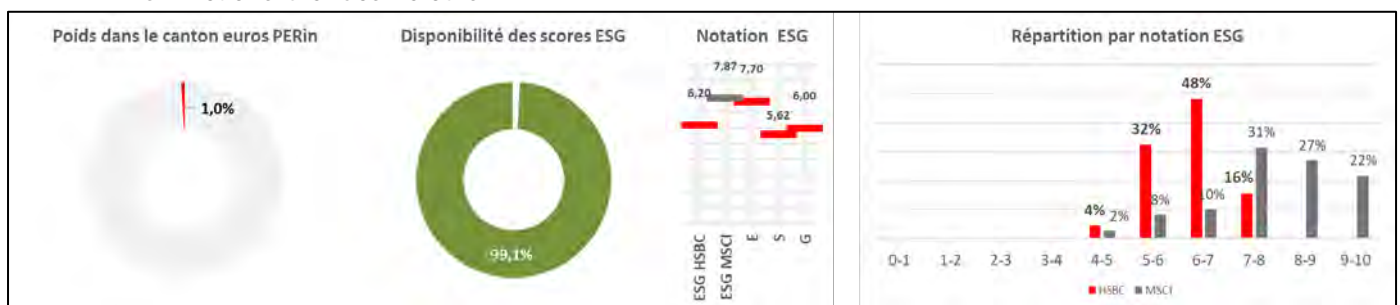 Poids dans le canton euros PERin
1,0%
Disponibilité des scores ESG
99,1%
Notation ESG
6,20
7,87
7,70
5,62
6,00
ESG HSBC
ESG MSCI
E
S
G
Répartition par notation ESG
4%
2%
32%
8%
48%
10%
16%
31%
27%
22%
0-1
1-2
2-3
3-4
4-5
5-6
6-7
7-8
8-9
9-10
HSBC
MSCI